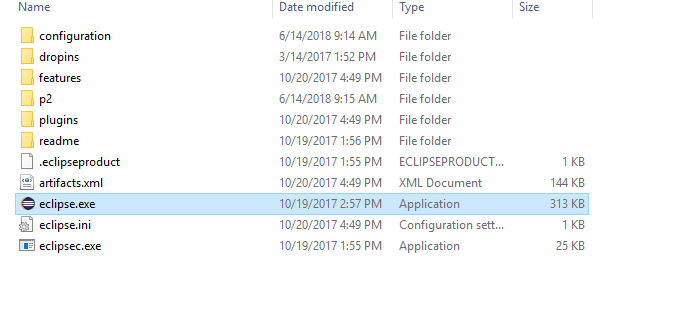 Name Date modified Type Size
configuration 6/14/2018 9:14 AM File folder
dropins 3/14/2017 1:52 PM File folder
features 10/20/2017 4:49 PM File folder
p2 6/14/2018 9:15 AM File folder
plugins 10/20/2017 4:49 PM File folder
readme 10/19/2017 1:56 PM File folder
.eclipseproduct 10/19/2017 1:55 PM ECLIPSEPRODUCT... 1 KB
artifacts.xml 10/20/2017 4:49 PM XML Document 144 KB
eclipse.exe 10/19/2017 2:57 PM Application 313 KB
eclipse.ini 10/20/2017 4:49 PM Configuration sett... 1 KB
eclipsec.exe 10/19/2017 1:55 PM Application 25 KB